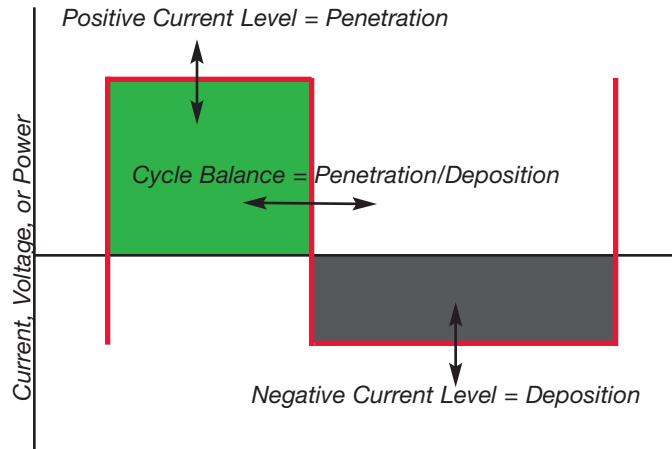 Positive Current Level = Penetration
Cycle Balance = Penetration/Deposition
Negative Current Level = Deposition
Current, Voltage, or Power